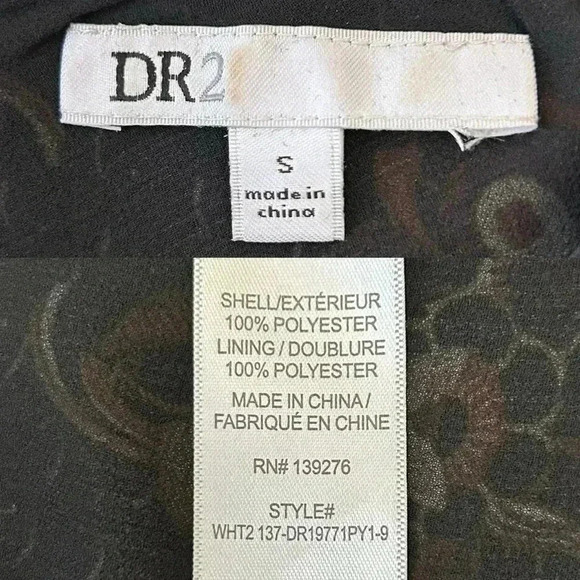 DR2
S
made in
china
SHELL/EXTÉRIEUR
100% POLYESTER
LINING / DOUBLURE
100% POLYESTER
MADE IN CHINA/
FABRIQUÉ EN CHINE
RN# 139276
STYLE#
WHT2 137-DR19771PY1-9